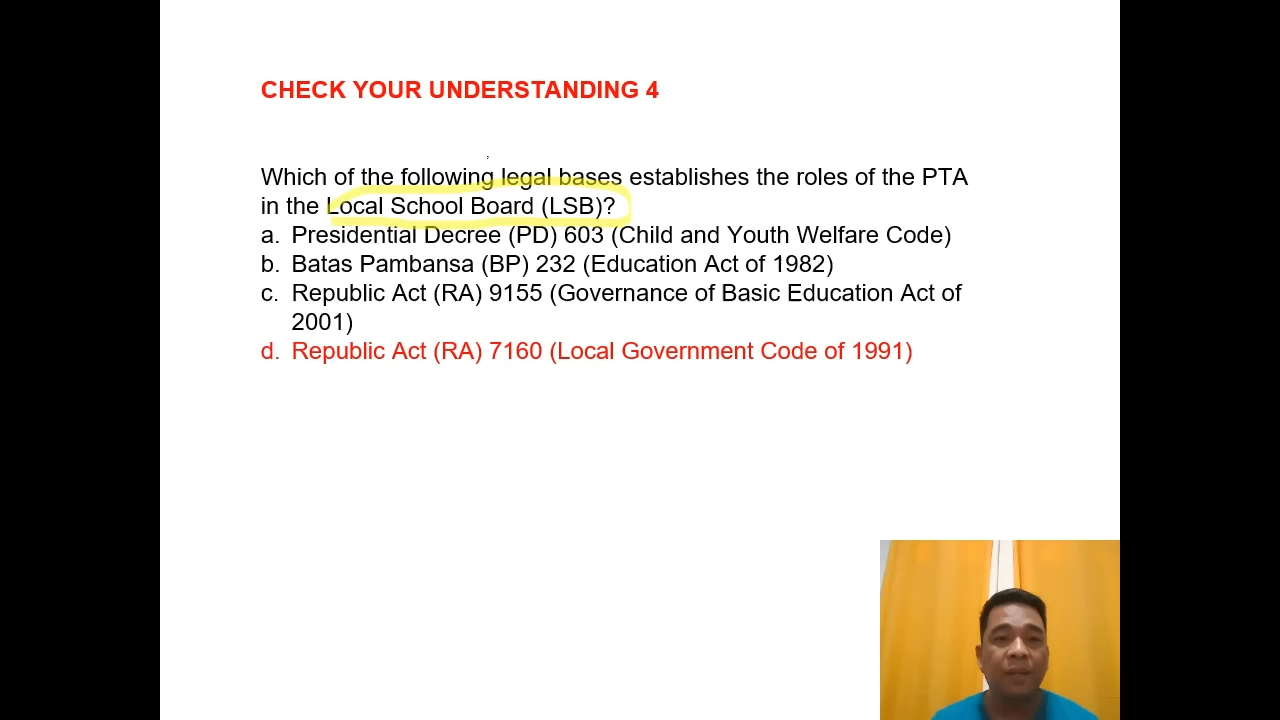 CHECK YOUR UNDERSTANDING 4
Which of the following legal bases establishes the roles of the PTA
in the Local School Board (LSB)?
a. Presidential Decree (PD) 603 (Child and Youth Welfare Code)
b. Batas Pambansa (BP) 232 (Education Act of 1982)
c. Republic Act (RA) 9155 (Governance of Basic Education Act of
2001)
d. Republic Act (RA) 7160 (Local Government Code of 1991)